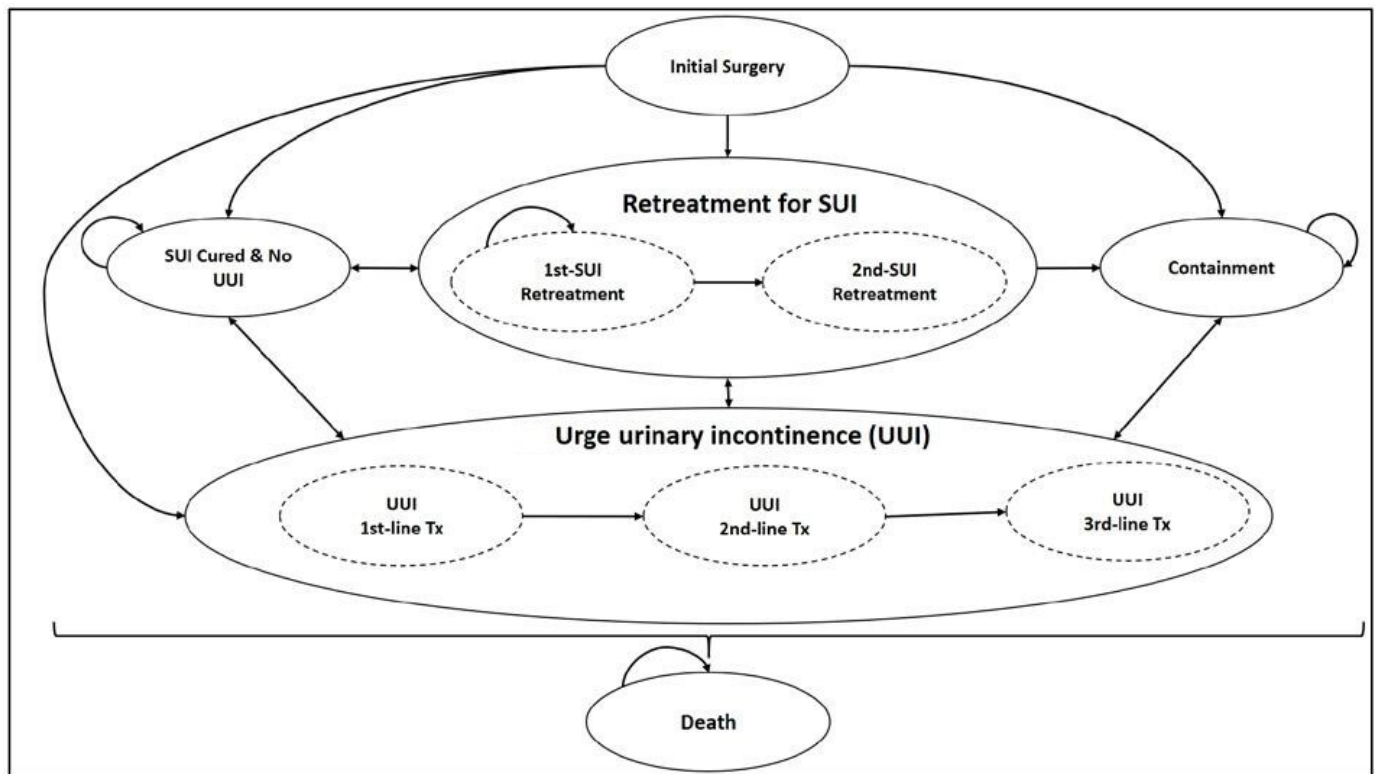 Initial Surgery
Retreatment for SUI
SUI Cured & No
UUI
1st-SUI
Retreatment
2nd-SUI
Retreatment
Containment
Urge urinary incontinence (UUI)
UUI
1st-line Tx
UUI
2nd-line Tx
UUI
3rd-line Tx
Death